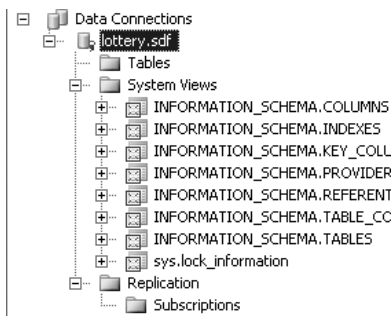 Data Connections
lottery.sdf
Tables
System Views
INFORMATION_SCHEMA.COLUMNS
INFORMATION_SCHEMA.INDEXES
INFORMATION_SCHEMA.KEY_COLU
INFORMATION_SCHEMA.PROVIDER
INFORMATION_SCHEMA.REFERENT
INFORMATION_SCHEMA.TABLE_CO
INFORMATION_SCHEMA.TABLES
sys.lock_information
Replication
Subscriptions